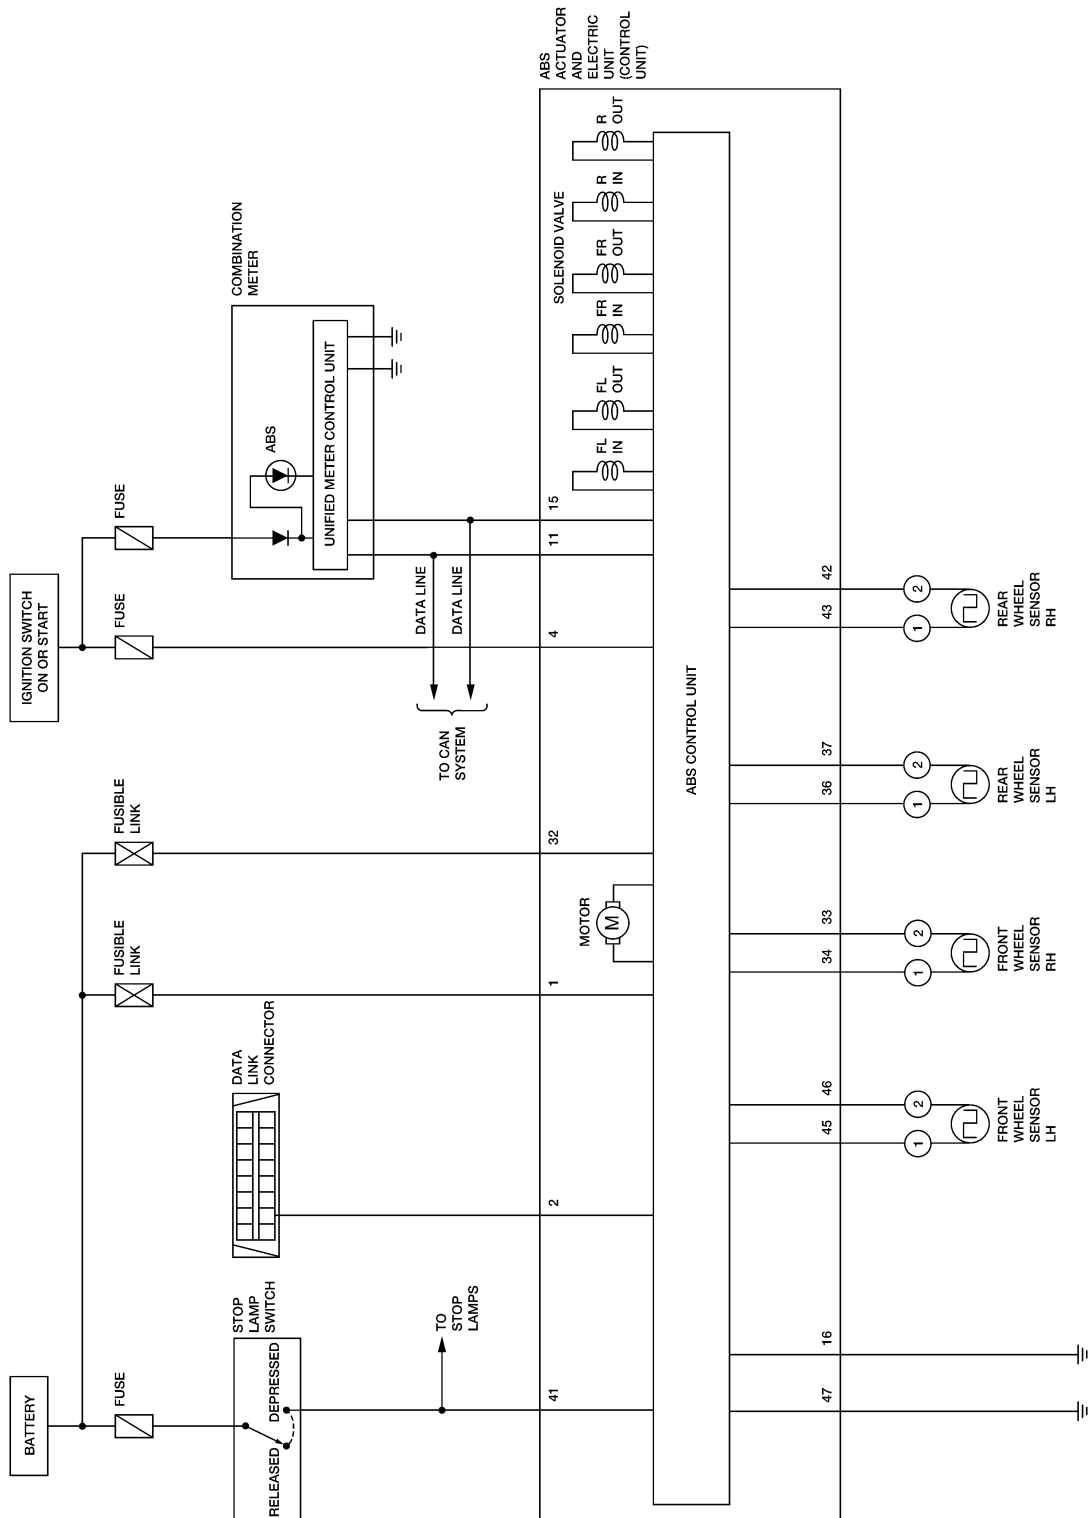 BATTERY
FUSE
STOP
LAMP
SWITCH
RELEASED
DEPRESSED
TO
STOP
LAMPS
41
DATA
LINK
CONNECTOR
2
FUSIBLE
LINK
1
FUSIBLE
LINK
32
MOTOR
M
IGNITION SWITCH
ON OR START
FUSE
FUSE
4
COMBINATION
METER
ABS
UNIFIED METER CONTROL UNIT
DATA LINE
DATA LINE
TO CAN
SYSTEM
11
15
ABS
ACTUATOR
AND
ELECTRIC
UNIT
(CONTROL
UNIT)
SOLENOID VALVE
FL
IN
FL
OUT
FR
IN
FR
OUT
R
IN
R
OUT
ABS CONTROL UNIT
47
16
45
46
1
2
FRONT
WHEEL
SENSOR
LH
34
33
1
2
FRONT
WHEEL
SENSOR
RH
36
37
1
2
REAR
WHEEL
SENSOR
LH
43
42
1
2
REAR
WHEEL
SENSOR
RH